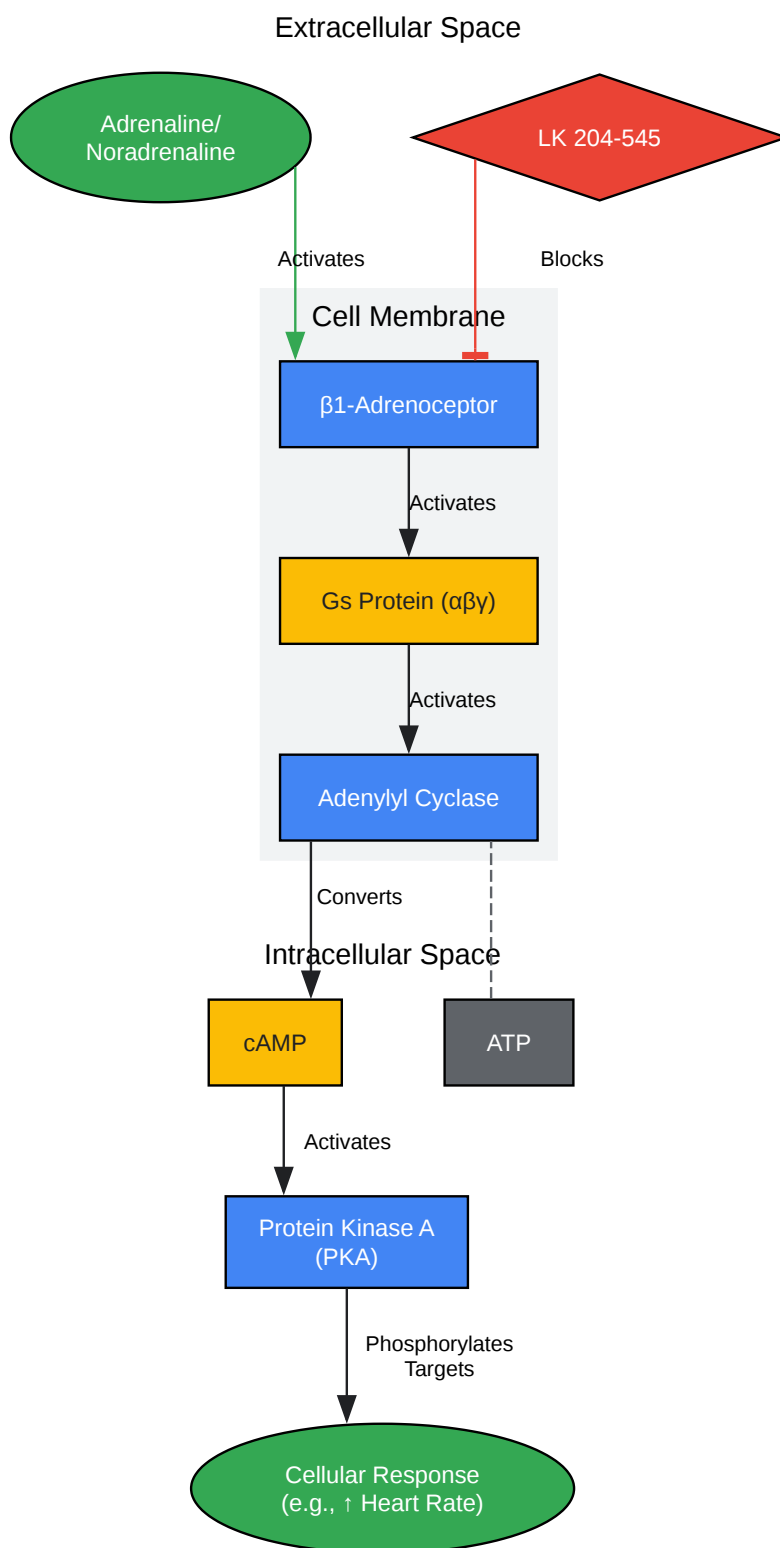 Extracellular Space
Adrenaline/
Noradrenaline
LK 204-545
Activates
Blocks
Cell Membrane
β1-Adrenoceptor
Activates
Gs Protein (αβγ)
Activates
Adenylyl Cyclase
Converts
Intracellular Space
cAMP
ATP
Activates
Protein Kinase A
(PKA)
Phosphorylates
Targets
Cellular Response
(e.g., ↑ Heart Rate)